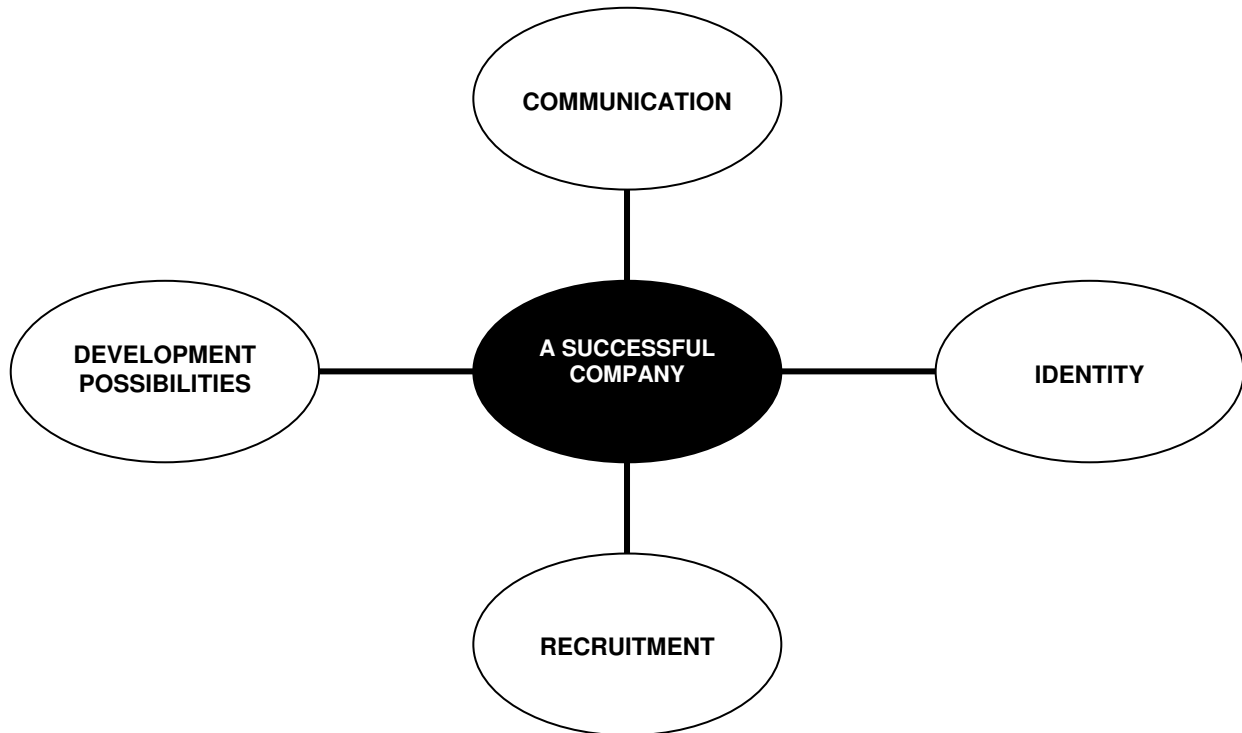 COMMUNICATION
DEVELOPMENT
POSSIBILITIES
A SUCCESSFUL
COMPANY
IDENTITY
RECRUITMENT